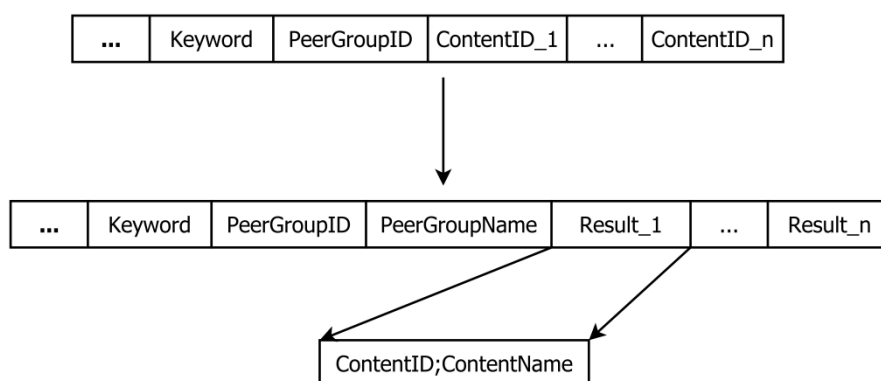 ... Keyword PeerGroupID ContentID_1 ... ContentID_n
... Keyword PeerGroupID PeerGroupName Result_1 ... Result_n
ContentID;ContentName